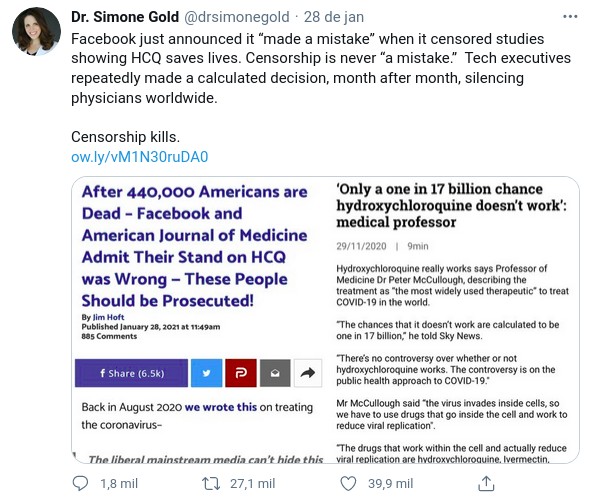 Dr. Simone Gold @drsimonegold · 28 de jan
Facebook just announced it “made a mistake” when it censored studies
showing HCQ saves lives. Censorship is never “a mistake.” Tech executives
repeatedly made a calculated decision, month after month, silencing
physicians worldwide.
Censorship kills.
ow.ly/vM1N30ruDA0
After 440,000 Americans are
Dead – Facebook and
American Journal of Medicine
Admit Their Stand on HCQ
was Wrong – These People
Should be Prosecuted!
By Jim Hoft
Published January 28, 2021 at 11:49am
885 Comments
f Share (6.5k)
Back in August 2020 we wrote this on treating
the coronavirus–
The liberal mainstream media can't hide this
‘Only a one in 17 billion chance
hydroxychloroquine doesn’t work’:
medical professor
29/11/2020 | 9min
Hydroxychloroquine really works says Professor of
Medicine Dr Peter McCullough, describing the
treatment as “the most widely used therapeutic” to treat
COVID-19 in the world.
“The chances that it doesn’t work are calculated to be
one in 17 billion,” he told Sky News.
“There’s no controversy over whether or not
hydroxychloroquine works. The controversy is on the
public health approach to COVID-19.”
Mr McCullough said “the virus invades inside cells, so
we have to use drugs that go inside the cell and work to
reduce viral replication”.
“The drugs that work within the cell and actually reduce
viral replication are hydroxychloroquine, Ivermectin,
1,8 mil
27,1 mil
39,9 mil